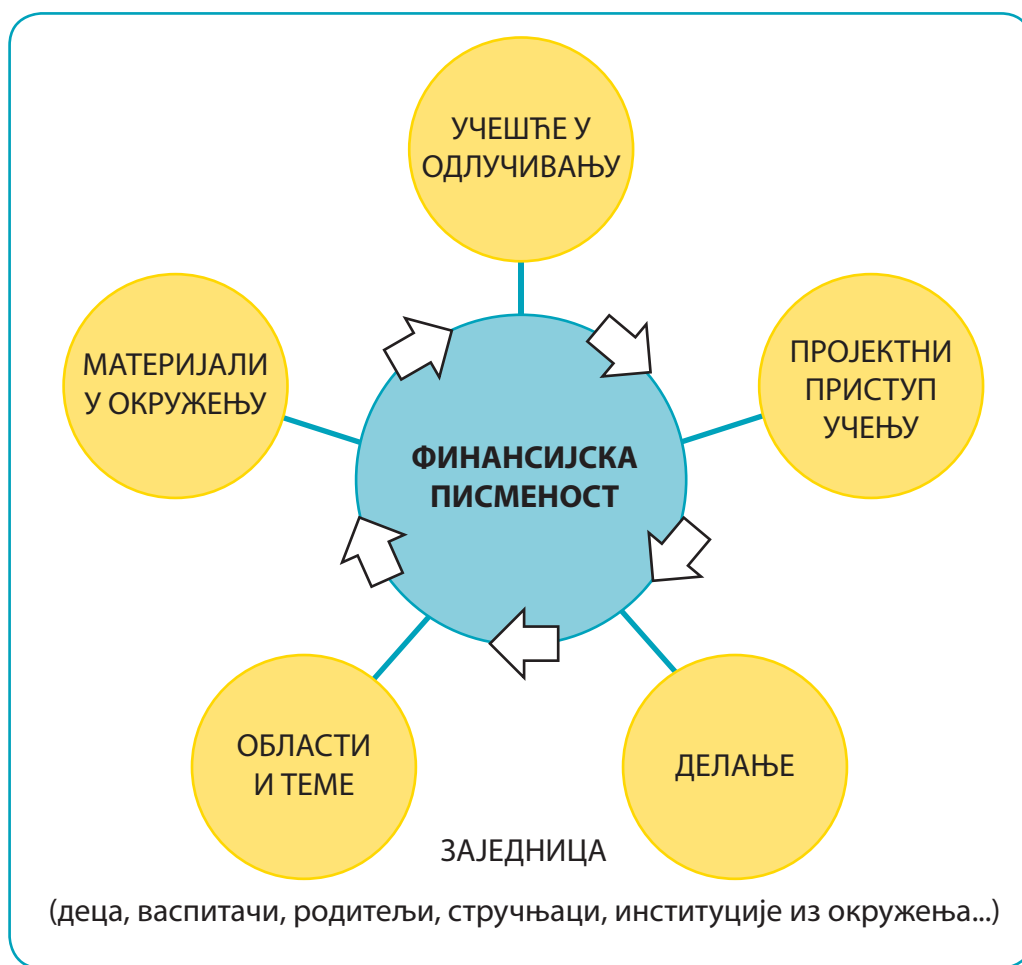 УЧЕШЋЕ У
ОДЛУЧИВАЊУ
МАТЕРИЈАЛИ
У ОКРУЖЕЊУ
ПРОЈЕКТНИ
ПРИСТУП
УЧЕЊУ
ФИНАНСИЈСКА
ПИСМЕНОСТ
ОБЛАСТИ
И ТЕМЕ
ДЕЛАЊЕ
ЗАЈЕДНИЦА
(деца, васпитачи, родитељи, стручњаци, институције из окружења...)